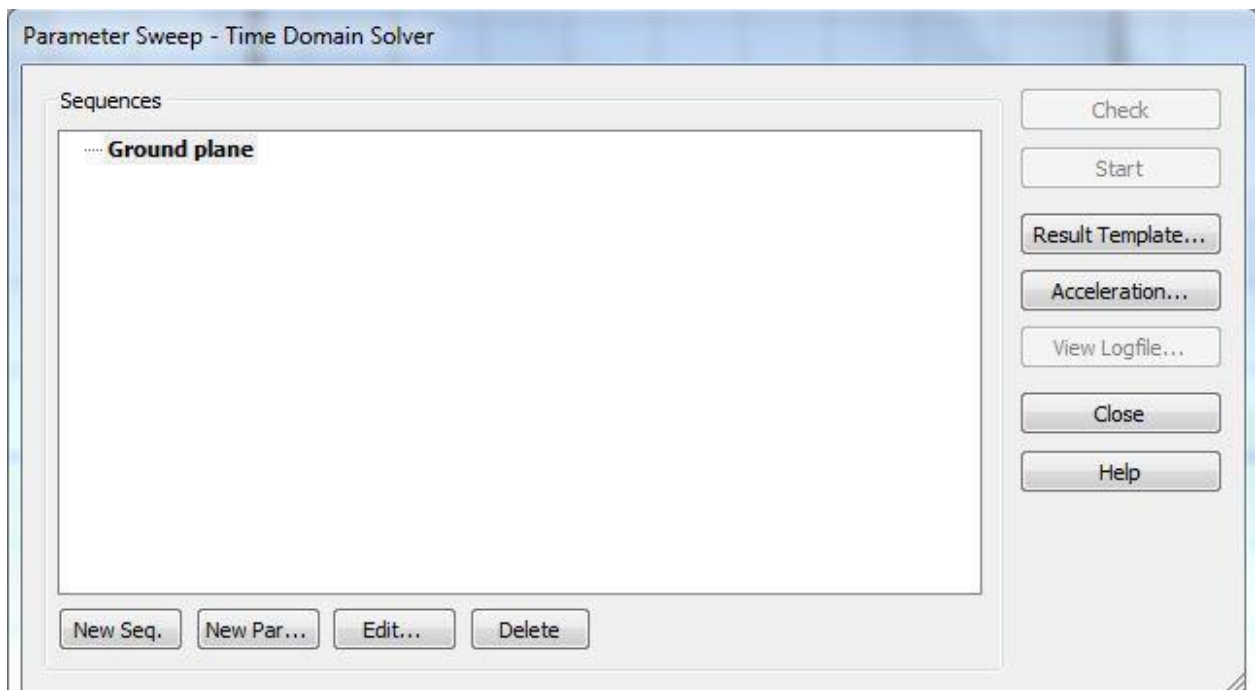 Parameter Sweep - Time Domain Solver
Sequences
Ground plane
Check
Start
Result Template...
Acceleration...
View Logfile...
Close
Help
New Seq.
New Par...
Edit...
Delete